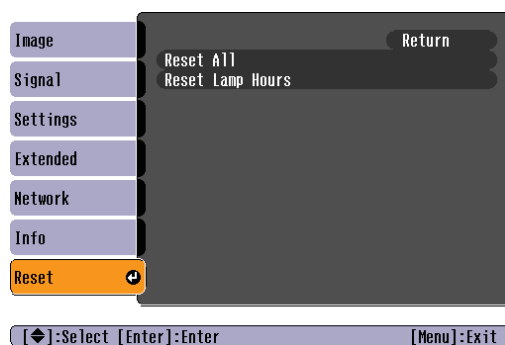 Image
Signal
Settings
Extended
Network
Info
Reset
Return
Reset All
Reset Lamp Hours
[◆]:Select [Enter]:Enter [Menu]:Exit